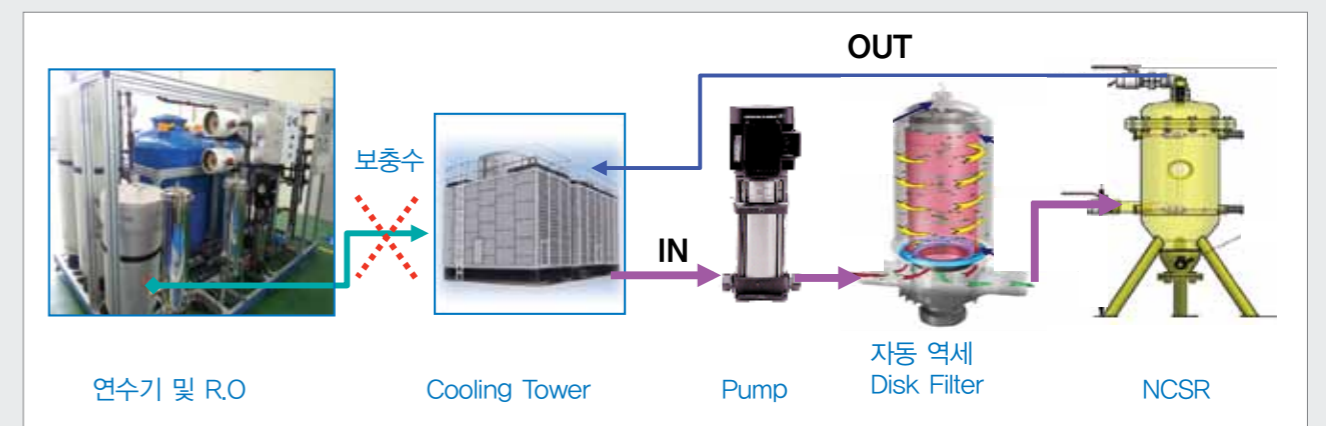 OUT
보충수
IN
연수기 및 R.O
Cooling Tower
Pump
자동 역세
Disk Filter
NCSR